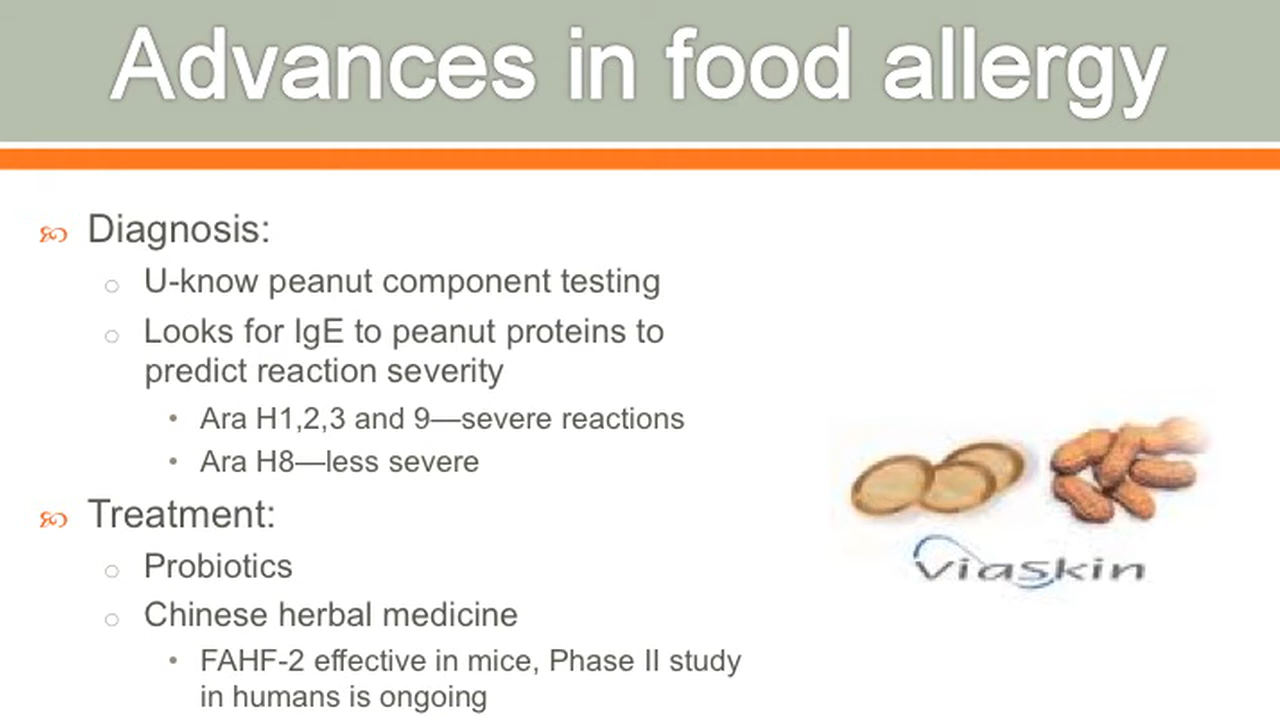 Advances in food allergy
Diagnosis:
U-know peanut component testing
Looks for IgE to peanut proteins to
predict reaction severity
Ara H1,2,3 and 9—severe reactions
Ara H8—less severe
Treatment:
Probiotics
Chinese herbal medicine
FAHF-2 effective in mice, Phase II study
in humans is ongoing
viaskin